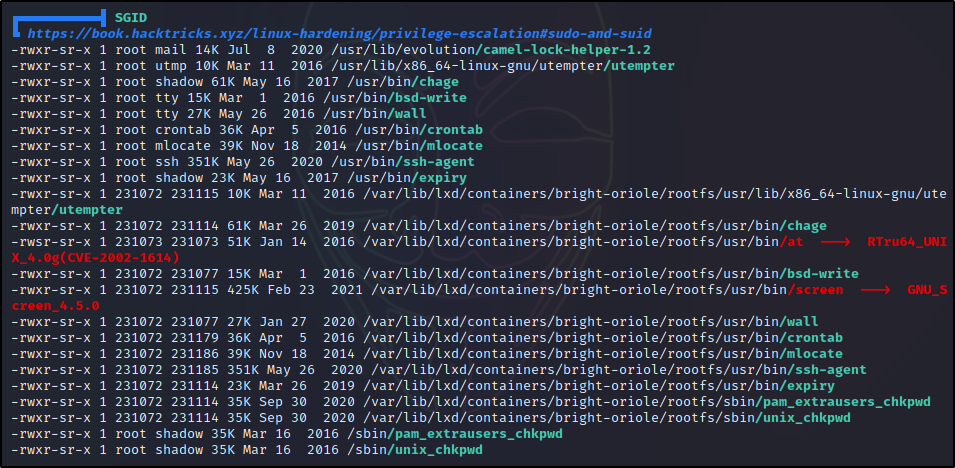 SGID
https://book.hacktricks.xyz/linux-hardening/privilege-escalation#sudo-and-suid
-rwxr-sr-x 1 root mail 14K Jul  8  2020 /usr/lib/evolution/camel-lock-helper-1.2
-rwxr-sr-x 1 root utmp 10K Mar 11  2016 /usr/lib/x86_64-linux-gnu/utempter/utempter
-rwxr-sr-x 1 root shadow 61K May 16  2017 /usr/bin/chage
-rwxr-sr-x 1 root tty 15K Mar  1  2016 /usr/bin/bsd-write
-rwxr-sr-x 1 root tty 27K May 26  2016 /usr/bin/wall
-rwxr-sr-x 1 root crontab 36K Apr  5  2016 /usr/bin/crontab
-rwxr-sr-x 1 root mlocate 39K Nov 18  2014 /usr/bin/mlocate
-rwxr-sr-x 1 root ssh 351K May 26  2020 /usr/bin/ssh-agent
-rwxr-sr-x 1 root shadow 23K May 16  2017 /usr/bin/expiry
-rwxr-sr-x 1 231072 231115 10K Mar 11  2016 /var/lib/lxd/containers/bright-oriole/rootfs/usr/lib/x86_64-linux-gnu/ute
mpter/utempter
-rwxr-sr-x 1 231072 231114 61K Mar 26  2019 /var/lib/lxd/containers/bright-oriole/rootfs/usr/bin/chage
-rwsr-sr-x 1 231073 231073 51K Jan 14  2016 /var/lib/lxd/containers/bright-oriole/rootfs/usr/bin/at  --->  RTru64_UNI
X_4.0g(CVE-2002-1614)
-rwxr-sr-x 1 231072 231077 15K Mar  1  2016 /var/lib/lxd/containers/bright-oriole/rootfs/usr/bin/bsd-write
-rwxr-sr-x 1 231072 231115 425K Feb 23  2021 /var/lib/lxd/containers/bright-oriole/rootfs/usr/bin/screen  --->  GNU_S
creen_4.5.0
-rwxr-sr-x 1 231072 231077 27K Jan 27  2020 /var/lib/lxd/containers/bright-oriole/rootfs/usr/bin/wall
-rwxr-sr-x 1 231072 231179 36K Apr  5  2016 /var/lib/lxd/containers/bright-oriole/rootfs/usr/bin/crontab
-rwxr-sr-x 1 231072 231186 39K Nov 18  2014 /var/lib/lxd/containers/bright-oriole/rootfs/usr/bin/mlocate
-rwxr-sr-x 1 231072 231185 351K May 26  2020 /var/lib/lxd/containers/bright-oriole/rootfs/usr/bin/ssh-agent
-rwxr-sr-x 1 231072 231114 23K Mar 26  2019 /var/lib/lxd/containers/bright-oriole/rootfs/usr/bin/expiry
-rwxr-sr-x 1 231072 231114 35K Sep 30  2020 /var/lib/lxd/containers/bright-oriole/rootfs/sbin/pam_extrausers_chkpwd
-rwxr-sr-x 1 231072 231114 35K Sep 30  2020 /var/lib/lxd/containers/bright-oriole/rootfs/sbin/unix_chkpwd
-rwxr-sr-x 1 root shadow 35K Mar 16  2016 /sbin/pam_extrausers_chkpwd
-rwxr-sr-x 1 root shadow 35K Mar 16  2016 /sbin/unix_chkpwd